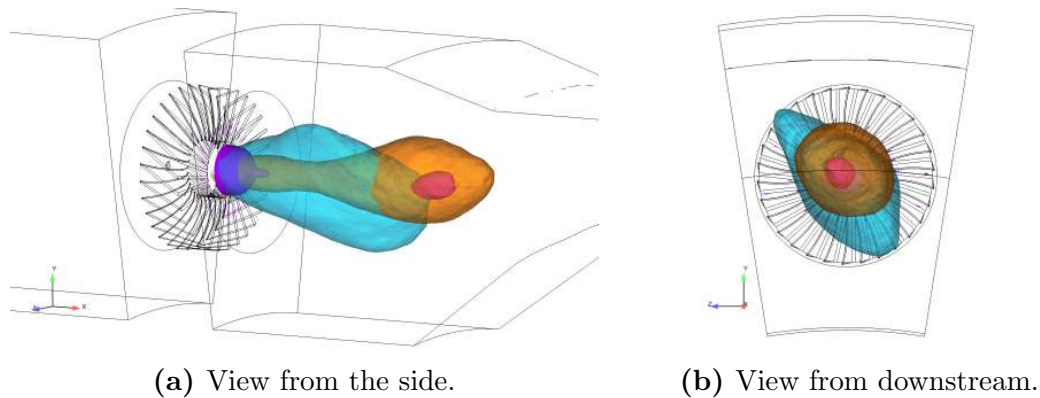 Y
X
Z
Y
Z
X
(a) View from the side.
(b) View from downstream.